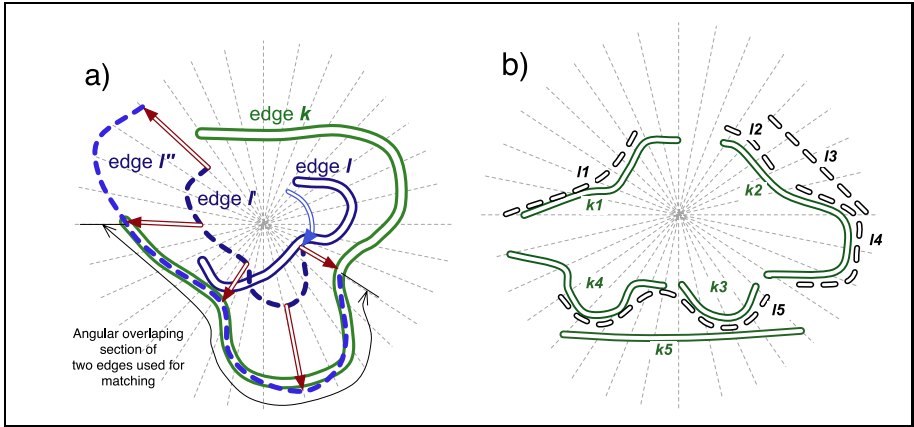 a)
edge k
edge l
edge l''
edge l'
Angular overlaping
section of
two edges used for
matching
b)
l1
l2
l3
k1
k2
l4
k4
k3
l5
k5